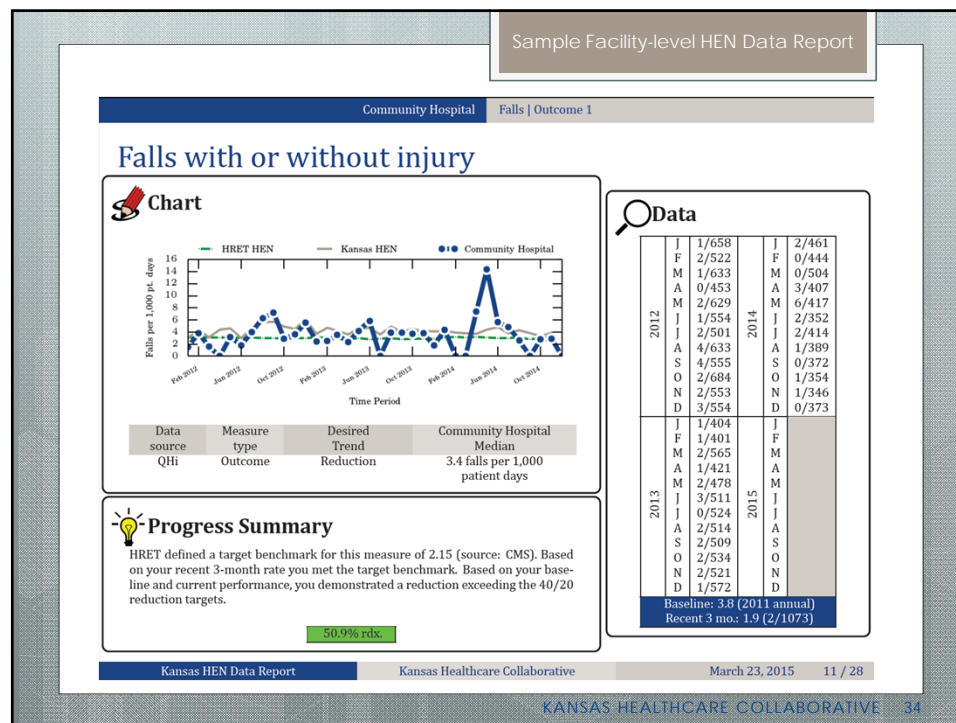 Sample Facility-level HEN Data Report
Community Hospital Falls | Outcome 1
Falls with or without injury
Chart
HRET HEN Kansas HEN Community Hospital
Falls per 1,000 pt. days
16
14
12
10
8
6
4
2
0
Feb 2012 Jun 2012 Oct 2012 Feb 2013 Jun 2013 Oct 2013 Feb 2014 Jun 2014 Oct 2014
Time Period
Data source Measure type Desired Trend Community Hospital Median
QHi Outcome Reduction 3.4 falls per 1,000 patient days
Progress Summary
HRET defined a target benchmark for this measure of 2.15 (source: CMS). Based
on your recent 3-month rate you met the target benchmark. Based on your base-
line and current performance, you demonstrated a reduction exceeding the 40/20
reduction targets.
50.9% rdx.
Data
2012
J 1/658
F 2/522
M 1/633
A 0/453
M 2/629
J 1/554
J 2/501
A 4/633
S 4/555
O 2/684
N 2/553
D 3/554
2013
J 1/404
F 1/401
M 2/565
A 1/421
M 2/478
J 3/511
J 0/524
A 2/514
S 2/509
O 2/534
N 2/521
D 1/572
2014
J 2/461
F 0/444
M 0/504
A 3/407
M 6/417
J 2/352
J 2/414
A 1/389
S 0/372
O 1/354
N 1/346
D 0/373
2015
J
F
M
A
M
J
J
A
S
O
N
D
Baseline: 3.8 (2011 annual)
Recent 3 mo.: 1.9 (2/1073)
Kansas HEN Data Report Kansas Healthcare Collaborative March 23, 2015 11 / 28
KANSAS HEALTHCARE COLLABORATIVE 34